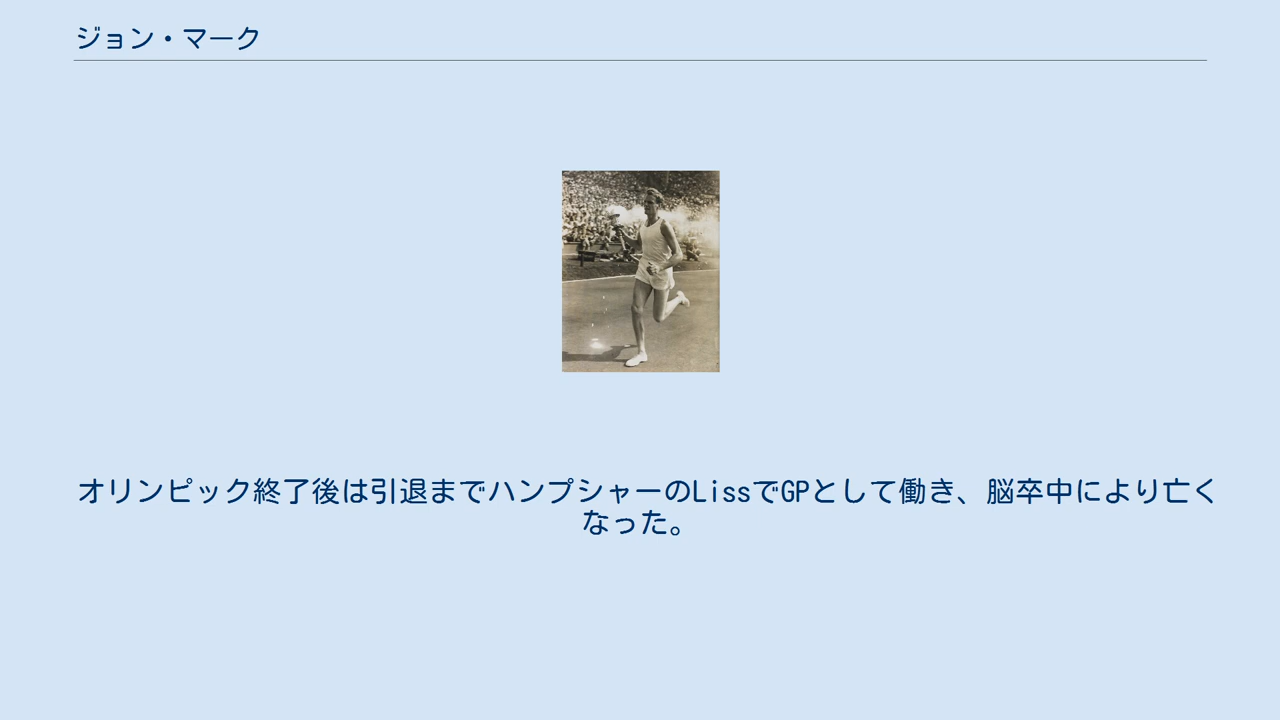 ジョン・マーク
オリンピック終了後は引退までハンプシャーのLissでGPとして働き、脳卒中により亡く
なった。